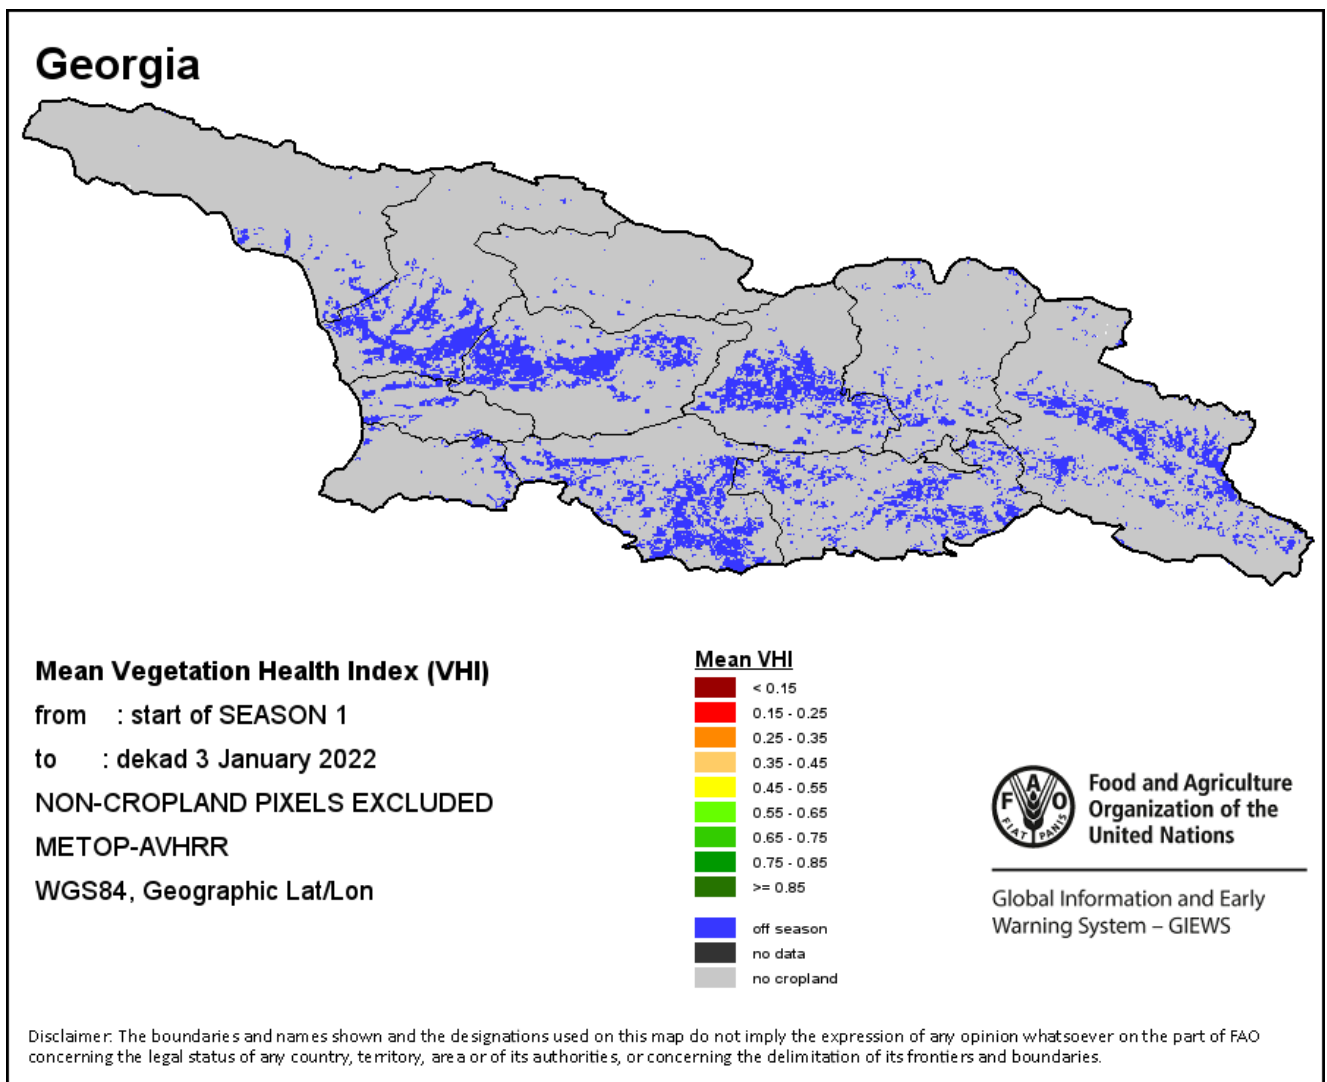 Georgia
Mean Vegetation Health Index (VHI)
from : start of SEASON 1
to : dekad 3 January 2022
NON-CROPLAND PIXELS EXCLUDED
METOP-AVHRR
WGS84, Geographic Lat/Lon
Mean VHI
< 0.15
0.15 - 0.25
0.25 - 0.35
0.35 - 0.45
0.45 - 0.55
0.55 - 0.65
0.65 - 0.75
0.75 - 0.85
>= 0.85
off season
no data
no cropland
F A O
FIAT PANIS
Food and Agriculture
Organization of the
United Nations
Global Information and Early
Warning System – GIEWS
Disclaimer: The boundaries and names shown and the designations used on this map do not imply the expression of any opinion whatsoever on the part of FAO
concerning the legal status of any country, territory, area or of its authorities, or concerning the delimitation of its frontiers and boundaries.